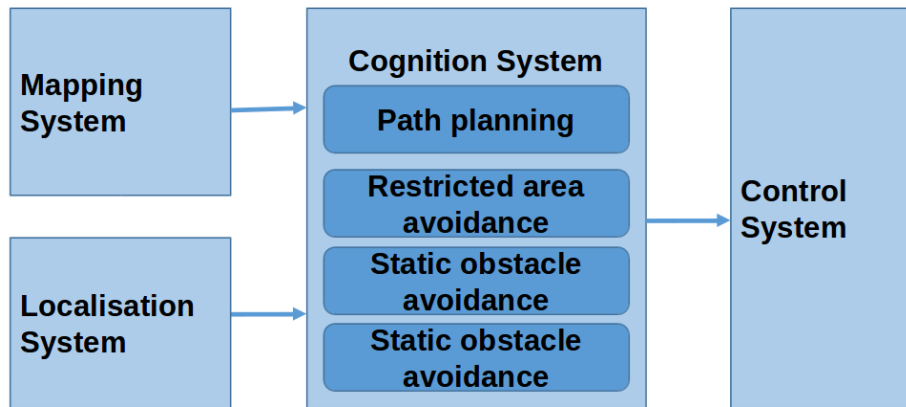 Mapping
System
Localisation
System
Cognition System
Path planning
Restricted area
avoidance
Static obstacle
avoidance
Static obstacle
avoidance
Control
System